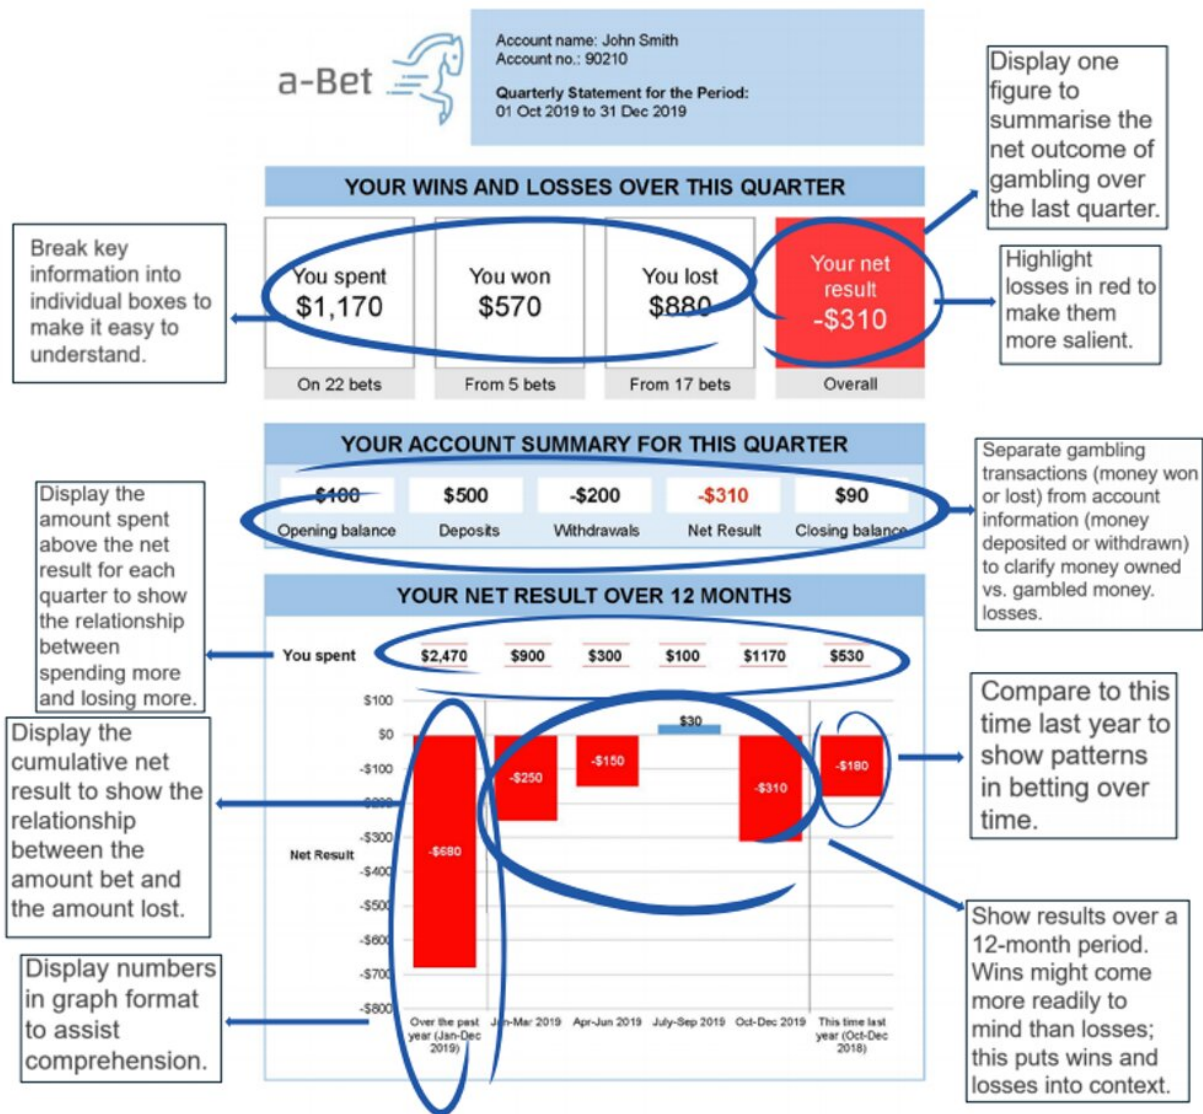 a-Bet
Account name: John Smith
Account no.: 90210
Quarterly Statement for the Period:
01 Oct 2019 to 31 Dec 2019
Display one
figure to
summarise the
net outcome of
gambling over
the last quarter.
YOUR WINS AND LOSSES OVER THIS QUARTER
Break key
information into
individual boxes to
make it easy to
understand.
You spent
$1,170
On 22 bets
You won
$570
From 5 bets
You lost
$880
From 17 bets
Your net
result
-$310
Overall
Highlight
losses in red to
make them
more salient.
YOUR ACCOUNT SUMMARY FOR THIS QUARTER
$100 $500 -$200 -$310 $90
Opening balance Deposits Withdrawals Net Result Closing balance
Separate gambling
transactions (money won
or lost) from account
information (money
deposited or withdrawn)
to clarify money owned
vs. gambled money.
losses.
Display the
amount spent
above the net
result for each
quarter to show
the relationship
between
spending more
and losing more.
YOUR NET RESULT OVER 12 MONTHS
You spent $2,470 $900 $300 $100 $1170 $530
Display the
cumulative net
result to show the
relationship
between the
amount bet and
the amount lost.
Display numbers
in graph format
to assist
comprehension.
Net Result
$100
$0
-$100
-$200
-$300
-$400
-$500
-$600
-$700
-$800
-$680
-$250
-$150
$30
-$310
-$180
Over the past
year (Jan-Dec
2019)
Jan-Mar 2019
Apr-Jun 2019
July-Sep 2019
Oct-Dec 2019
This time last
year (Oct-Dec
2018)
Compare to this
time last year to
show patterns
in betting over
time.
Show results over a
12-month period.
Wins might come
more readily to
mind than losses;
this puts wins and
losses into context.